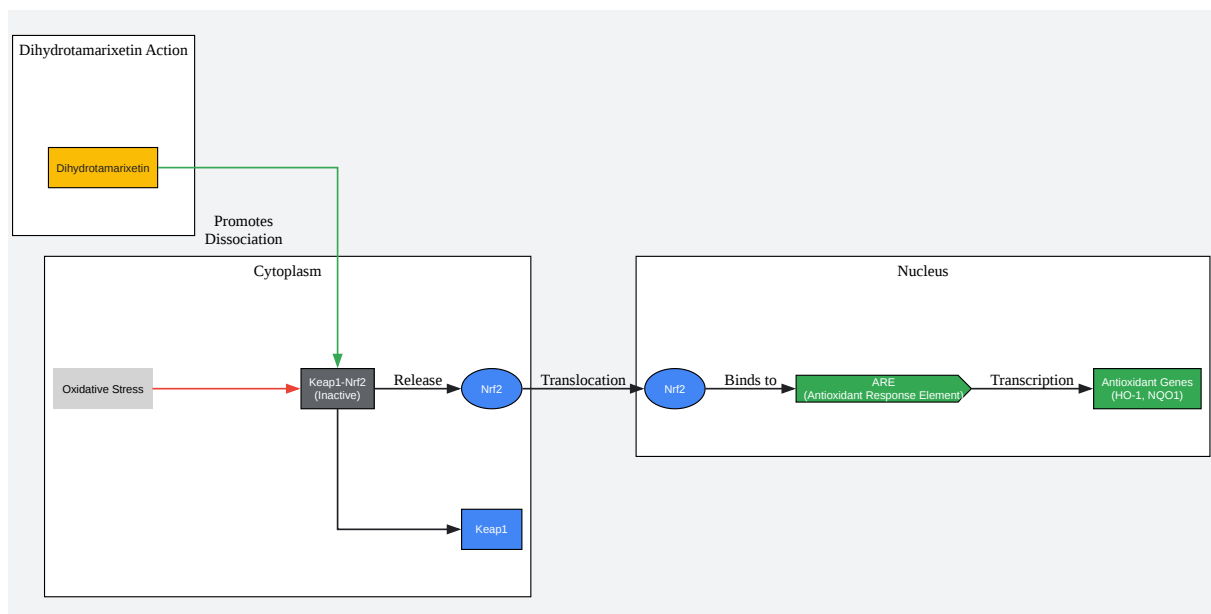 Dihydrotamarixetin Action
Dihydrotamarixetin
Promotes
Dissociation
Cytoplasm
Nucleus
Oxidative Stress
Keap1-Nrf2
(Inactive)
Release
Nrf2
Translocation
Nrf2
Binds to
ARE
(Antioxidant Response Element)
Transcription
Antioxidant Genes
(HO-1, NQO1)
Keap1